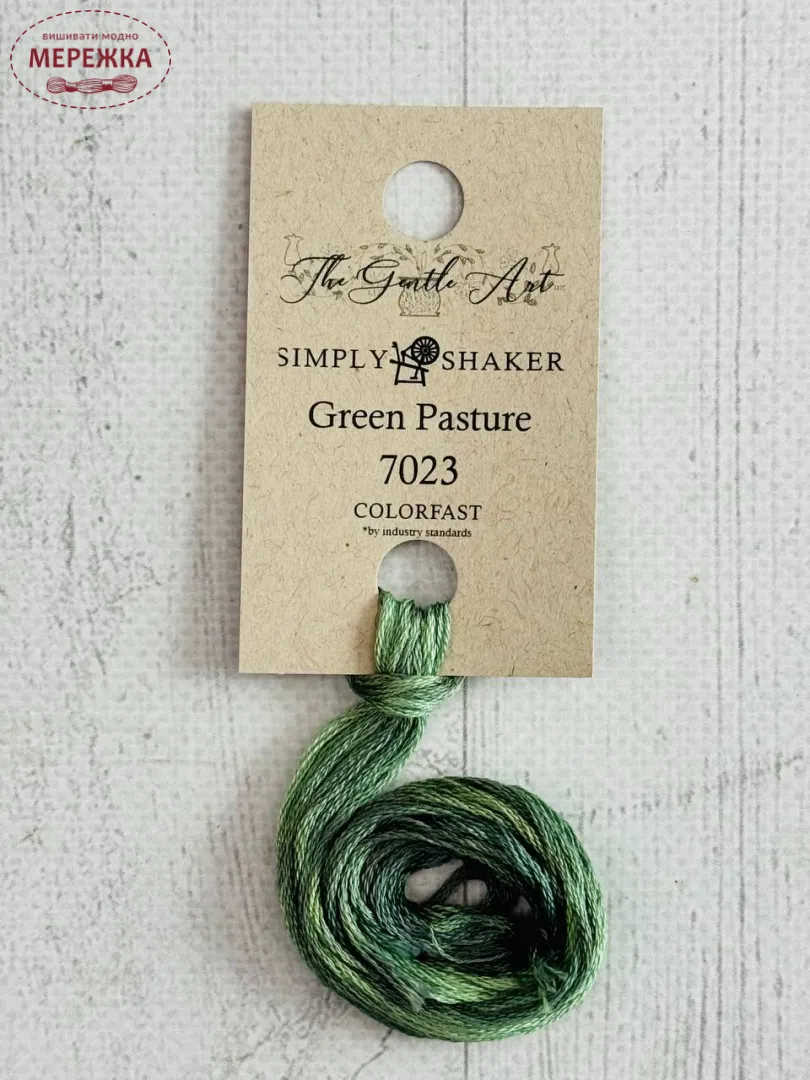 вишивати модно
МЕРЕЖКА
The Gentle Art
SIMPLY SHAKER
Green Pasture
7023
COLORFAST
*by industry standards